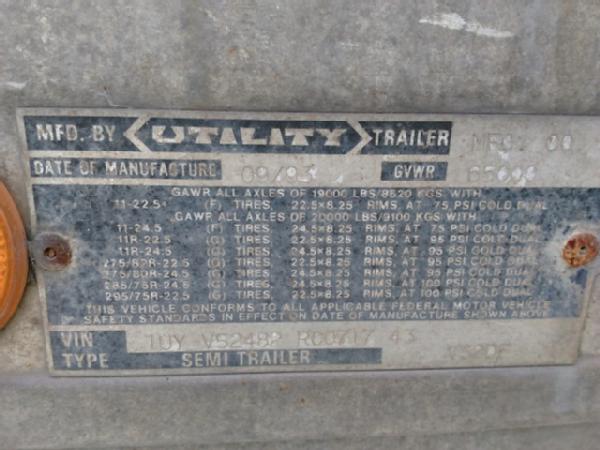 MFD. BY UTILITY TRAILER
DATE OF MANUFACTURE 09/93 GVWR
GAWR ALL AXLES OF 19000 LBS/8620 KGS WITH
11-22.5 (F) TIRES, 22.5x8.25 RIMS, AT 75 PSI COLD DUAL
GAWR ALL AXLES OF 20000 LBS/9100 KGS WITH
11-24.5 (F) TIRES, 24.5x8.25 RIMS, AT 75 PSI COLD DUAL
11R-22.5 (G) TIRES, 22.5x8.25 RIMS, AT 95 PSI COLD DUAL
11R-24.5 (G) TIRES, 24.5x8.25 RIMS, AT 95 PSI COLD DUAL
275/80R-22.5 (G) TIRES, 22.5x8.25 RIMS, AT 95 PSI COLD DUAL
275/80R-24.5 (G) TIRES, 24.5x8.25 RIMS, AT 95 PSI COLD DUAL
285/75R-24.5 (G) TIRES, 24.5x8.25 RIMS, AT 100 PSI COLD DUAL
295/75R-22.5 (G) TIRES, 22.5x8.25 RIMS, AT 100 PSI COLD DUAL
THIS VEHICLE CONFORMS TO ALL APPLICABLE FEDERAL MOTOR VEHICLE
SAFETY STANDARDS IN EFFECT ON DATE OF MANUFACTURE SHOWN ABOVE
VIN 1UY
TYPE SEMI TRAILER